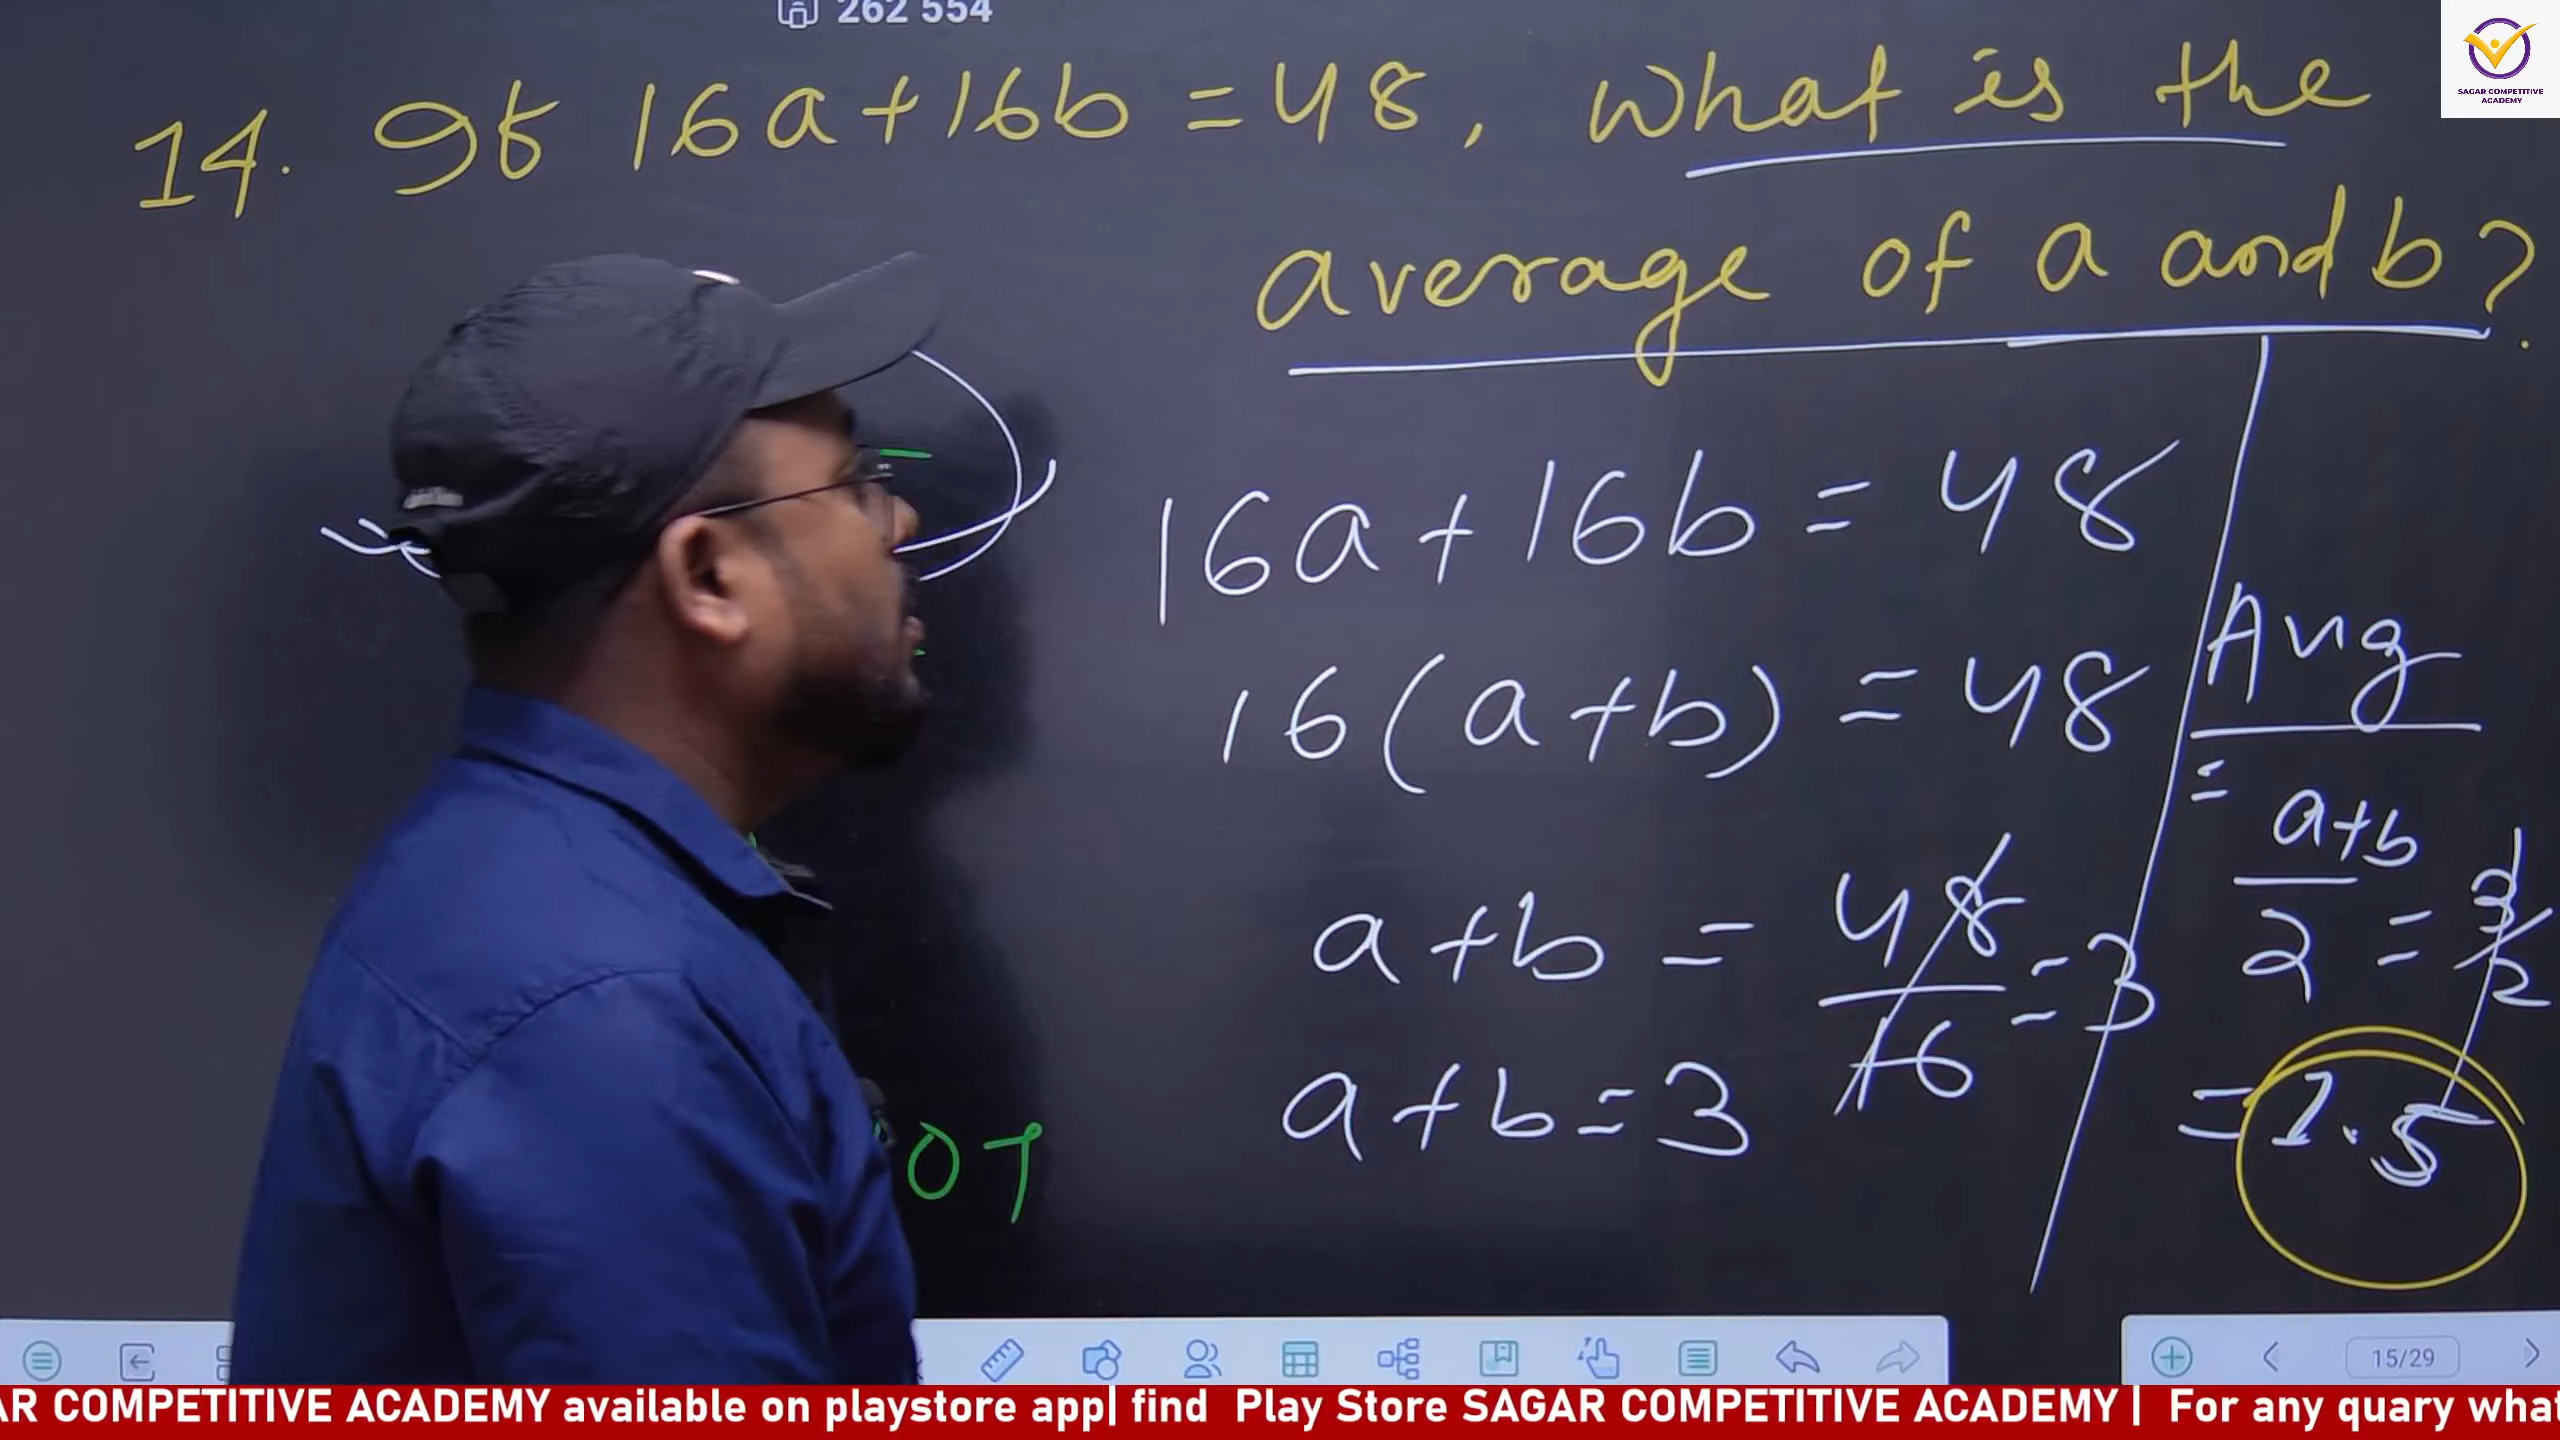 262 554
SAGAR COMPETITIVE
ACADEMY
14. If 16a+16b=48, what is the
average of a and b?
16a+16b=48
16(a+b)=48
a+b=48/16=3
a+b=3
Avg
=a+b/2=3/2
=1.5
07
15/29
AR COMPETITIVE ACADEMY available on playstore app| find Play Store SAGAR COMPETITIVE ACADEMY | For any quary what